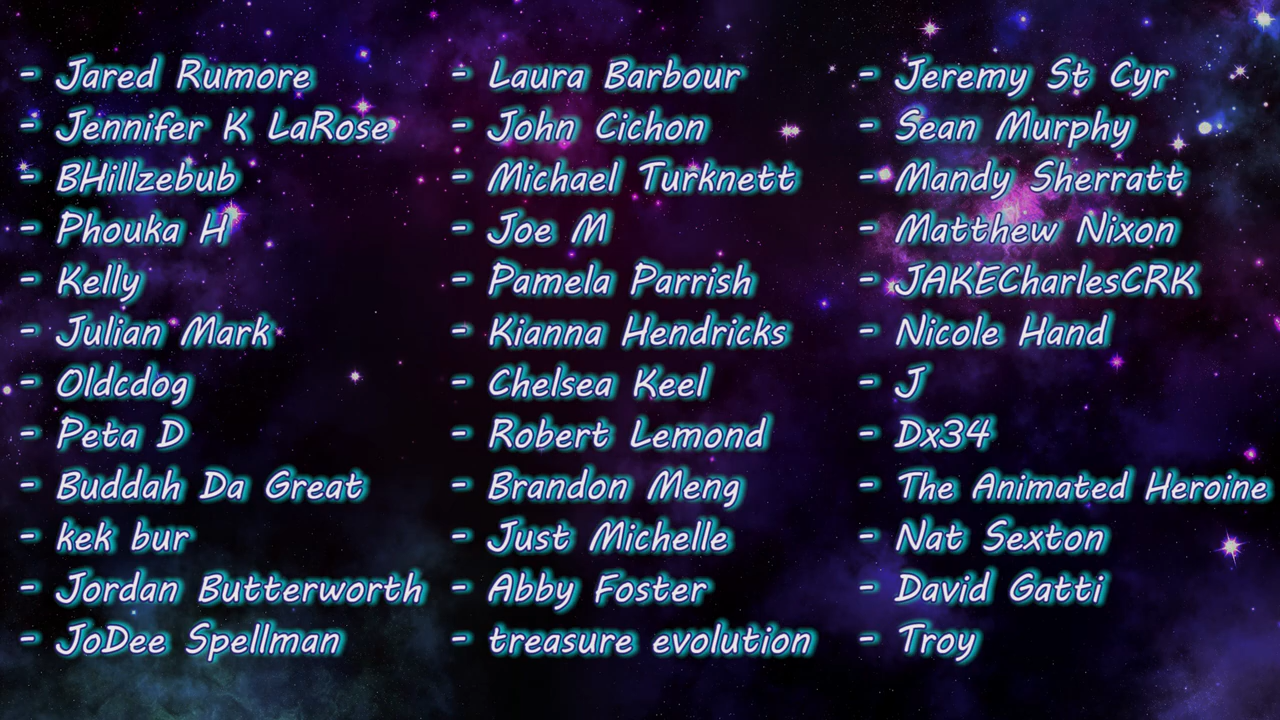 - Jared Rumore
- Jennifer K LaRose
- BHillzebub
- Phouka H
- Kelly
- Julian Mark
- Oldcdog
- Peta D
- Buddah Da Great
- kek bur
- Jordan Butterworth
- JoDee Spellman
- Laura Barbour
- John Cichon
- Michael Turknett
- Joe M
- Pamela Parrish
- Kianna Hendricks
- Chelsea Keel
- Robert Lemond
- Brandon Meng
- Just Michelle
- Abby Foster
- treasure evolution
- Jeremy St Cyr
- Sean Murphy
- Mandy Sherratt
- Matthew Nixon
- JAKECharlesCRK
- Nicole Hand
- J
- Dx34
- The Animated Heroine
- Nat Sexton
- David Gatti
- Troy